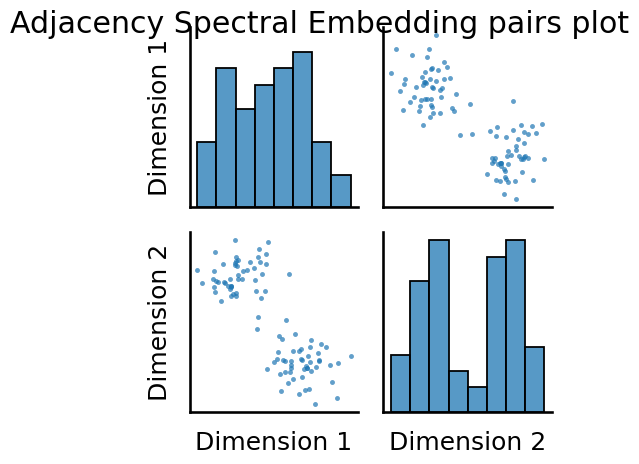 Adjacency Spectral Embedding pairs plot
Dimension 1
Dimension 2
Dimension 1
Dimension 2